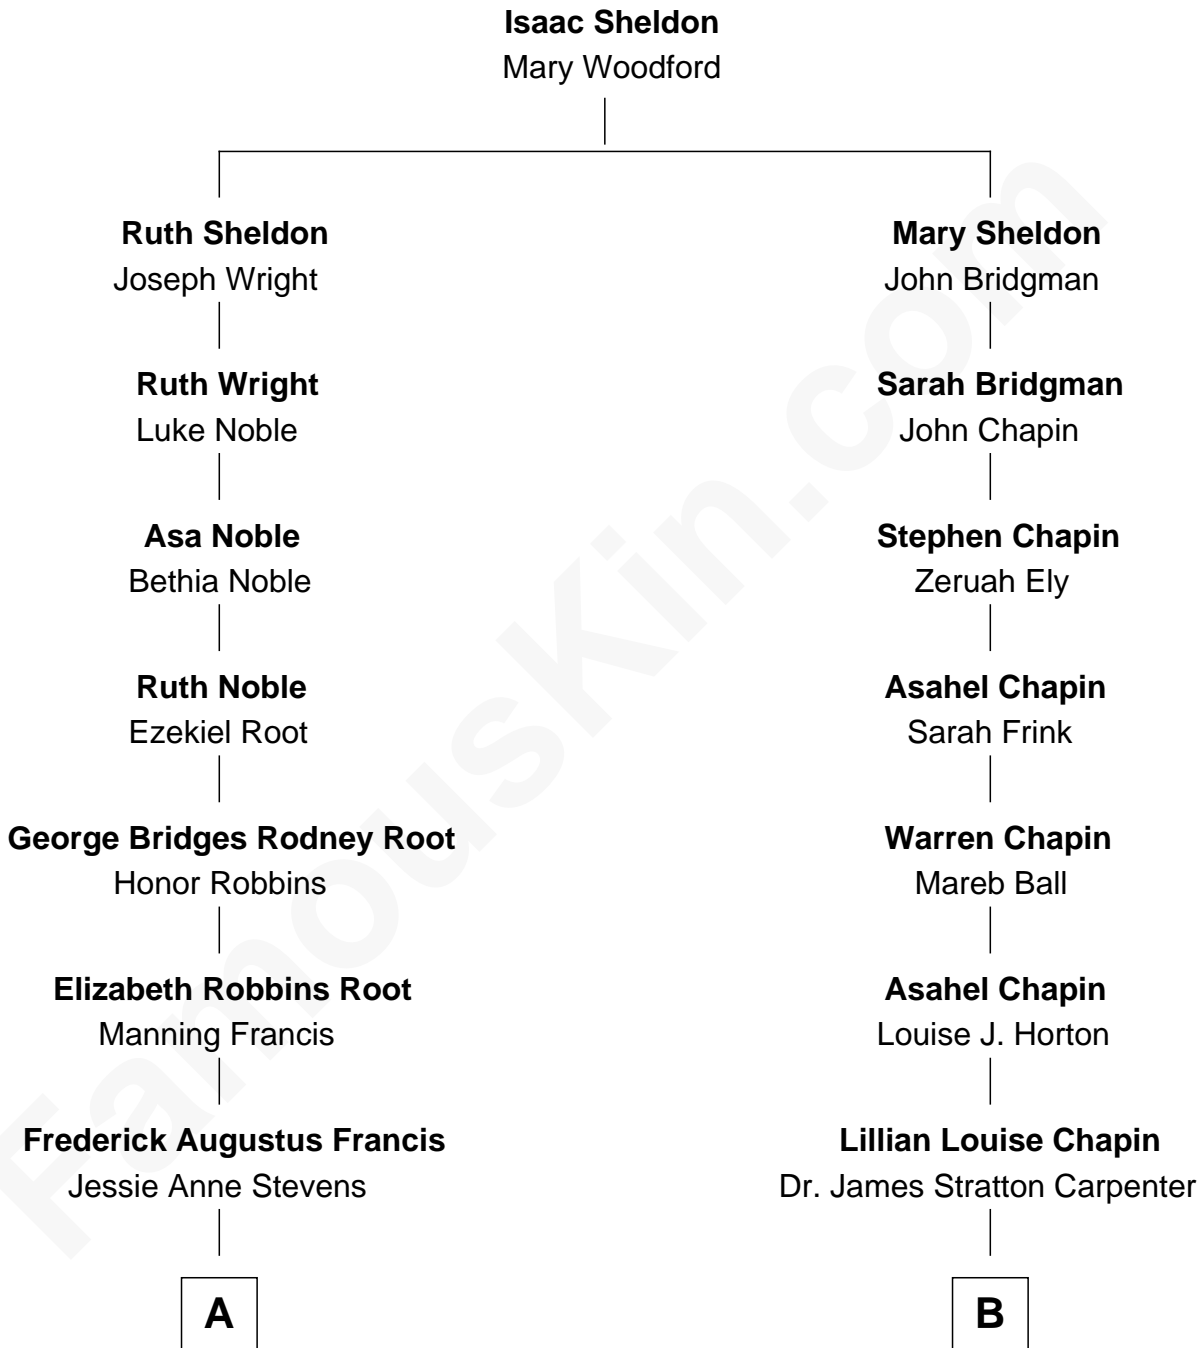 Isaac Sheldon
Mary Woodford
Ruth Sheldon
Joseph Wright
Mary Sheldon
John Bridgman
Ruth Wright
Luke Noble
Sarah Bridgman
John Chapin
Asa Noble
Bethia Noble
Stephen Chapin
Zeruah Ely
Ruth Noble
Ezekiel Root
Asahel Chapin
Sarah Frink
George Bridges Rodney Root
Honor Robbins
Warren Chapin
Mareb Ball
Elizabeth Robbins Root
Manning Francis
Asahel Chapin
Louise J. Horton
Frederick Augustus Francis
Jessie Anne Stevens
Lillian Louise Chapin
Dr. James Stratton Carpenter
A
B
FamousKin.com